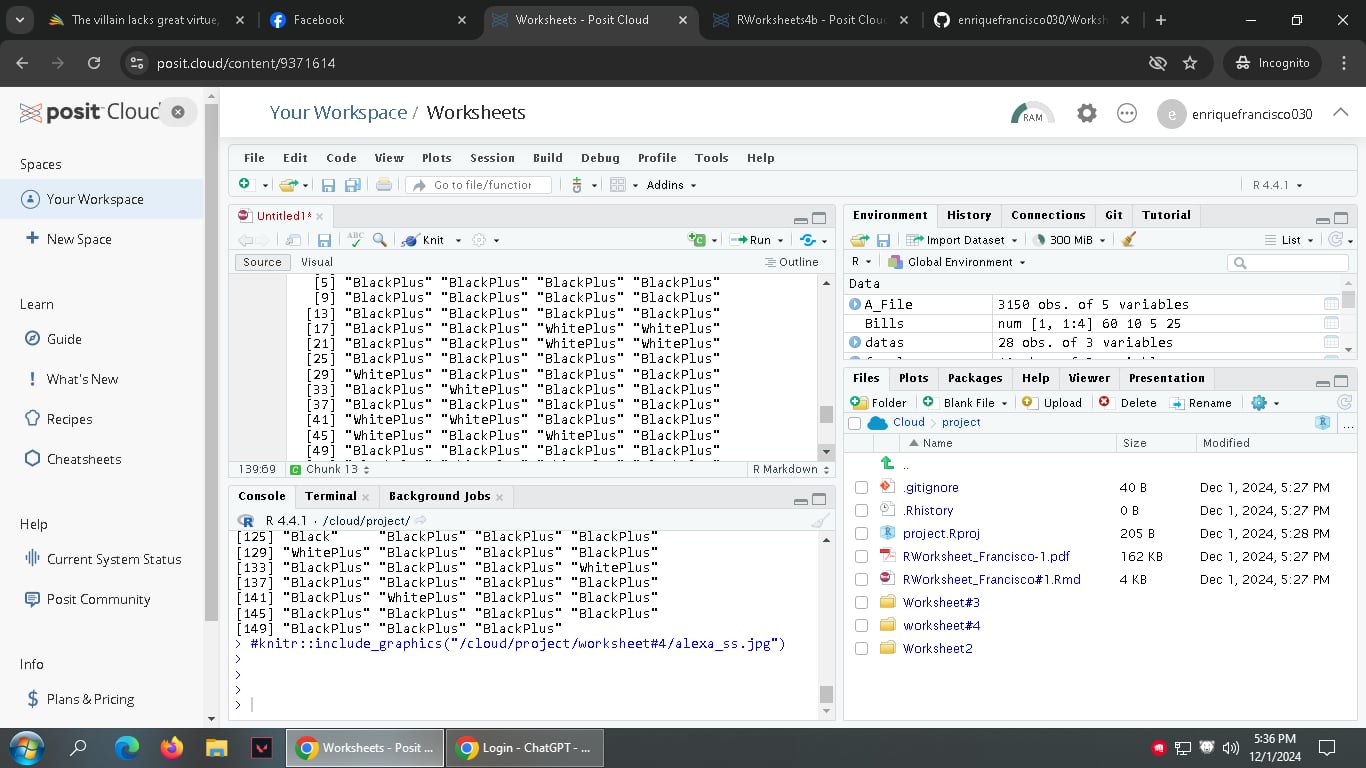 The villain lacks great virtue,
Facebook
Worksheets - Posit Cloud
RWorksheets4b - Posit Clou
enriquefrancisco030/Worksh
posit.cloud/content/9371614
Incognito
posit Cloud
Your Workspace / Worksheets
RAM
e
enriquefrancisco030
Spaces
Your Workspace
New Space
Learn
Guide
What's New
Recipes
Cheatsheets
Help
Current System Status
Posit Community
Info
Plans & Pricing
File Edit Code View Plots Session Build Debug Profile Tools Help
Go to file/function
Addins
R 4.4.1
Untitled1*
ABC
Knit
Run
Source Visual
Outline
[5] "BlackPlus" "BlackPlus" "BlackPlus" "BlackPlus"
[9] "BlackPlus" "BlackPlus" "BlackPlus" "BlackPlus"
[13] "BlackPlus" "BlackPlus" "BlackPlus" "BlackPlus"
[17] "BlackPlus" "BlackPlus" "WhitePlus" "WhitePlus"
[21] "BlackPlus" "BlackPlus" "WhitePlus" "WhitePlus"
[25] "BlackPlus" "BlackPlus" "BlackPlus" "BlackPlus"
[29] "WhitePlus" "BlackPlus" "BlackPlus" "BlackPlus"
[33] "BlackPlus" "WhitePlus" "BlackPlus" "BlackPlus"
[37] "BlackPlus" "BlackPlus" "BlackPlus" "BlackPlus"
[41] "WhitePlus" "WhitePlus" "BlackPlus" "BlackPlus"
[45] "WhitePlus" "BlackPlus" "WhitePlus" "BlackPlus"
[49] "BlackPlus" "BlackPlus" "BlackPlus" "BlackPlus"
139:69
Chunk 13
R Markdown
Console Terminal Background Jobs
R 4.4.1 · /cloud/project/
[125] "Black" "BlackPlus" "BlackPlus" "BlackPlus"
[129] "WhitePlus" "BlackPlus" "BlackPlus" "BlackPlus"
[133] "BlackPlus" "BlackPlus" "BlackPlus" "WhitePlus"
[137] "BlackPlus" "BlackPlus" "BlackPlus" "BlackPlus"
[141] "BlackPlus" "WhitePlus" "BlackPlus" "BlackPlus"
[145] "BlackPlus" "BlackPlus" "BlackPlus" "BlackPlus"
[149] "BlackPlus" "BlackPlus" "BlackPlus"
> #knitr::include_graphics("/cloud/project/worksheet#4/alexa_ss.jpg")
>
>
>
>
Environment History Connections Git Tutorial
Import Dataset
300 MiB
List
R
Global Environment
Data
A_File 3150 obs. of 5 variables
Bills num [1, 1:4] 60 10 5 25
datas 28 obs. of 3 variables
Files Plots Packages Help Viewer Presentation
Folder Blank File Upload Delete Rename
Cloud project
...
Name Size Modified
..
.gitignore 40 B Dec 1, 2024, 5:27 PM
.Rhistory 0 B Dec 1, 2024, 5:27 PM
project.Rproj 205 B Dec 1, 2024, 5:28 PM
RWorksheet_Francisco-1.pdf 162 KB Dec 1, 2024, 5:27 PM
RWorksheet_Francisco#1.Rmd 4 KB Dec 1, 2024, 5:27 PM
Worksheet#3
worksheet#4
Worksheet2
Worksheets - Posit ...
Login - ChatGPT - ...
5:36 PM
12/1/2024